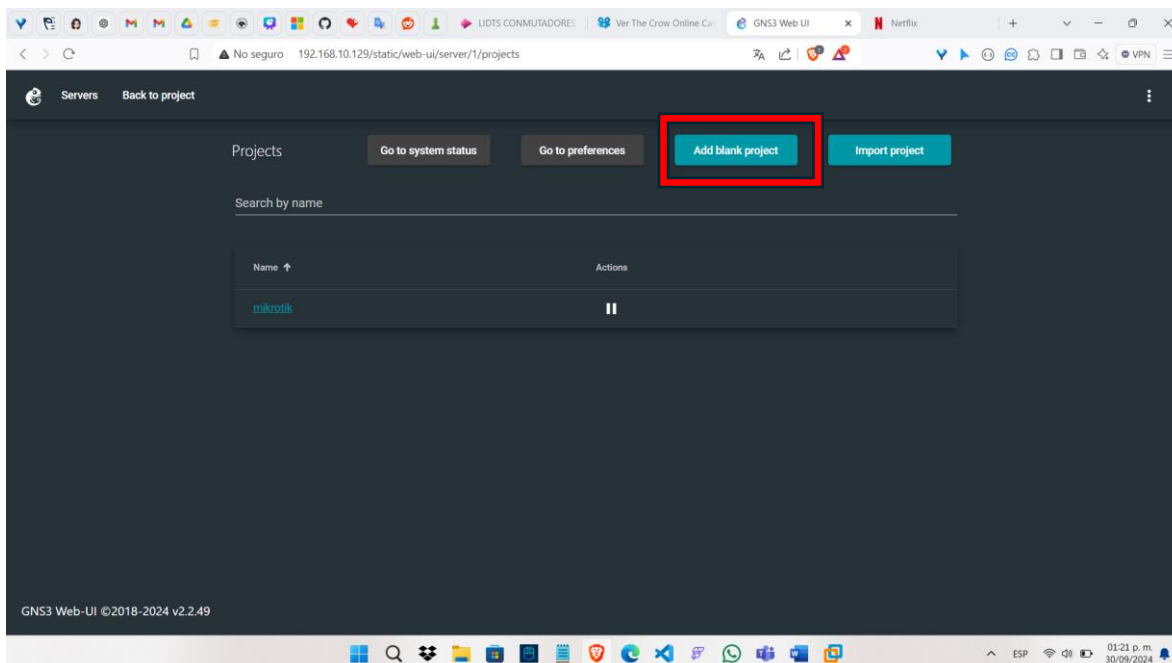 LIDTS CONMUTADORES
Ver The Crow Online Ca
GNS3 Web UI
Netflix
No seguro 192.168.10.129/static/web-ui/server/1/projects
VPN
Servers Back to project
Projects Go to system status Go to preferences Add blank project Import project
Search by name
Name Actions
mikrotik
GNS3 Web-UI ©2018-2024 v2.2.49
ESP
01:21 p. m.
30/09/2024